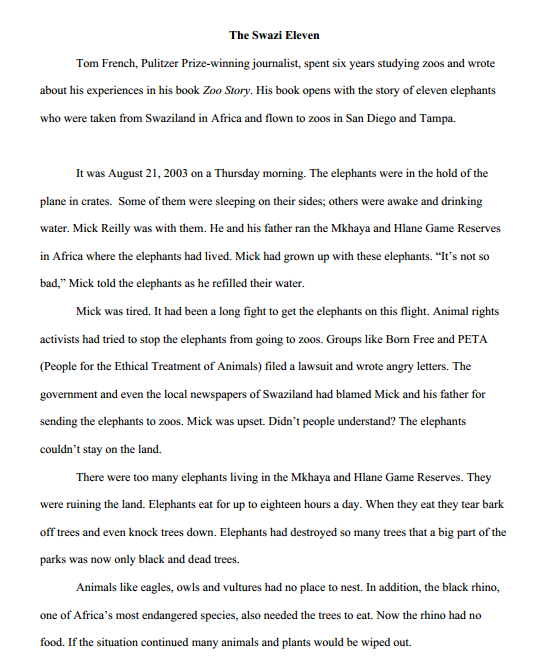 The Swazi Eleven
Tom French, Pulitzer Prize-winning journalist, spent six years studying zoos and wrote
about his experiences in his book Zoo Story. His book opens with the story of eleven elephants
who were taken from Swaziland in Africa and flown to zoos in San Diego and Tampa.
It was August 21, 2003 on a Thursday morning. The elephants were in the hold of the
plane in crates.  Some of them were sleeping on their sides; others were awake and drinking
water. Mick Reilly was with them. He and his father ran the Mkhaya and Hlane Game Reserves
in Africa where the elephants had lived. Mick had grown up with these elephants. “It’s not so
bad,” Mick told the elephants as he refilled their water.
Mick was tired. It had been a long fight to get the elephants on this flight. Animal rights
activists had tried to stop the elephants from going to zoos. Groups like Born Free and PETA
(People for the Ethical Treatment of Animals) filed a lawsuit and wrote angry letters. The
government and even the local newspapers of Swaziland had blamed Mick and his father for
sending the elephants to zoos. Mick was upset. Didn’t people understand? The elephants
couldn’t stay on the land.
There were too many elephants living in the Mkhaya and Hlane Game Reserves. They
were ruining the land. Elephants eat for up to eighteen hours a day. When they eat they tear bark
off trees and even knock trees down. Elephants had destroyed so many trees that a big part of the
parks was now only black and dead trees.
Animals like eagles, owls and vultures had no place to nest. In addition, the black rhino,
one of Africa’s most endangered species, also needed the trees to eat. Now the rhino had no
food. If the situation continued many animals and plants would be wiped out.